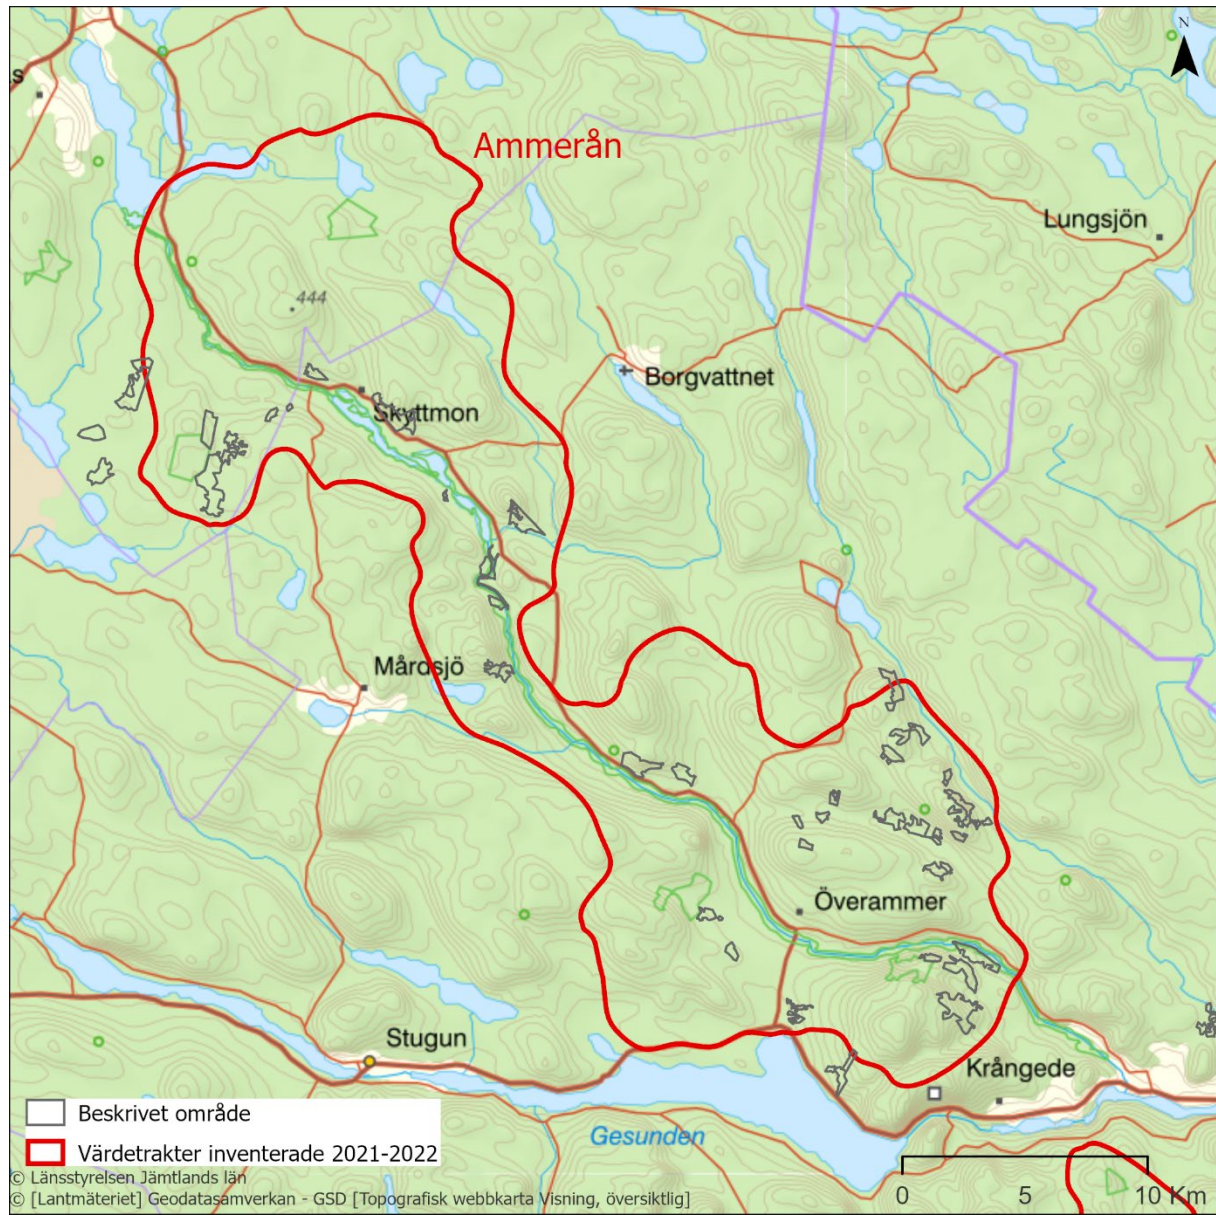 N
s
Ammerån
Lungsjön
444
Borgvattnet
Skyttmon
Mårdsjö
Överammer
Stugun
Krångede
Beskrivet område
Gesunden
Värdetrakter inventerade 2021-2022
© Länsstyrelsen Jämtlands län
© [Lantmäteriet] Geodatasamverkan - GSD [Topografisk webbkarta Visning, översiktlig]
0 5 10 Km